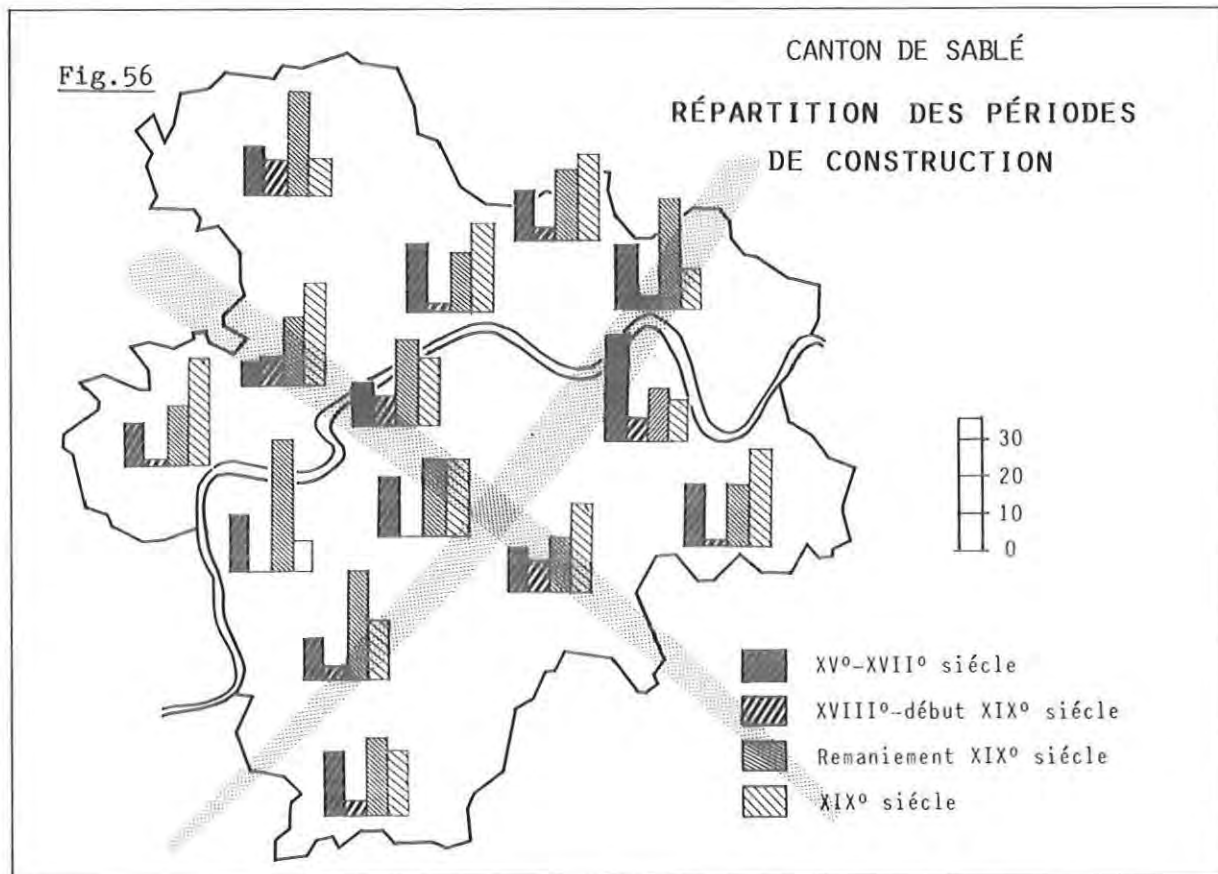 Fig.56
CANTON DE SABLÉ
RÉPARTITION DES PÉRIODES
DE CONSTRUCTION
30
20
10
0
XVº-XVIIº siécle
XVIIIº-début XIXº siécle
Remaniement XIXº siécle
XIXº siécle